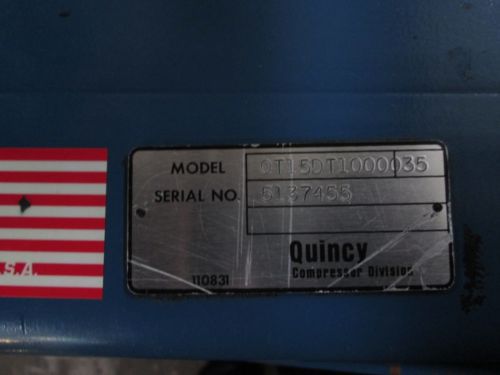 MODEL QT15DT1000035
SERIAL NO. 5137455
Quincy
Compressor Division
110831
S.A.